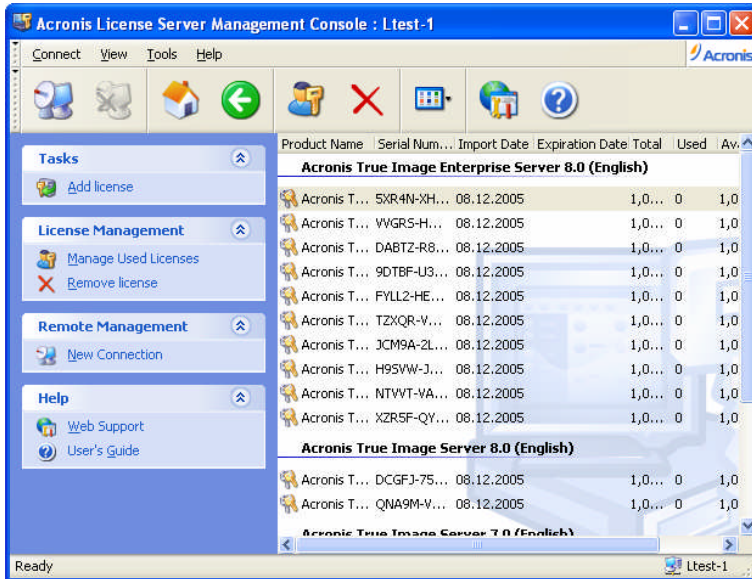 Acronis License Server Management Console : Ltest-1
Connect View Tools Help
Acronis
Tasks
Add license
License Management
Manage Used Licenses
Remove license
Remote Management
New Connection
Help
Web Support
User's Guide
Product Name Serial Num... Import Date Expiration Date Total Used Av
Acronis True Image Enterprise Server 8.0 (English)
Acronis T... 5XR4N-XH... 08.12.2005 1,0... 0 1,0
Acronis T... VVGRS-H... 08.12.2005 1,0... 0 1,0
Acronis T... DABTZ-R8... 08.12.2005 1,0... 0 1,0
Acronis T... 9DTBF-U3... 08.12.2005 1,0... 0 1,0
Acronis T... FYLL2-HE... 08.12.2005 1,0... 0 1,0
Acronis T... TZXQR-V... 08.12.2005 1,0... 0 1,0
Acronis T... JCM9A-2L... 08.12.2005 1,0... 0 1,0
Acronis T... H9SVW-J... 08.12.2005 1,0... 0 1,0
Acronis T... NTVVT-VA... 08.12.2005 1,0... 0 1,0
Acronis T... XZR5F-QY... 08.12.2005 1,0... 0 1,0
Acronis True Image Server 8.0 (English)
Acronis T... DCGFJ-75... 08.12.2005 1,0... 0 1,0
Acronis T... QNA9M-V... 08.12.2005 1,0... 0 1,0
Acronis True Image Server 7.0 (English)
Ready
Ltest-1